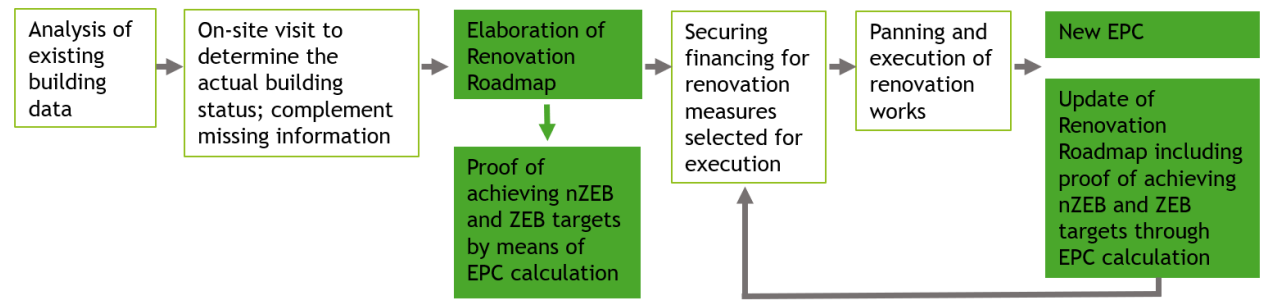 Analysis of
existing
building
data
On-site visit to
determine the
actual building
status; complement
missing information
Elaboration of
Renovation
Roadmap
Proof of
achieving nZEB
and ZEB targets
by means of
EPC calculation
Securing
financing for
renovation
measures
selected for
execution
Panning and
execution of
renovation
works
New EPC
Update of
Renovation
Roadmap including
proof of achieving
nZEB and ZEB
targets through
EPC calculation